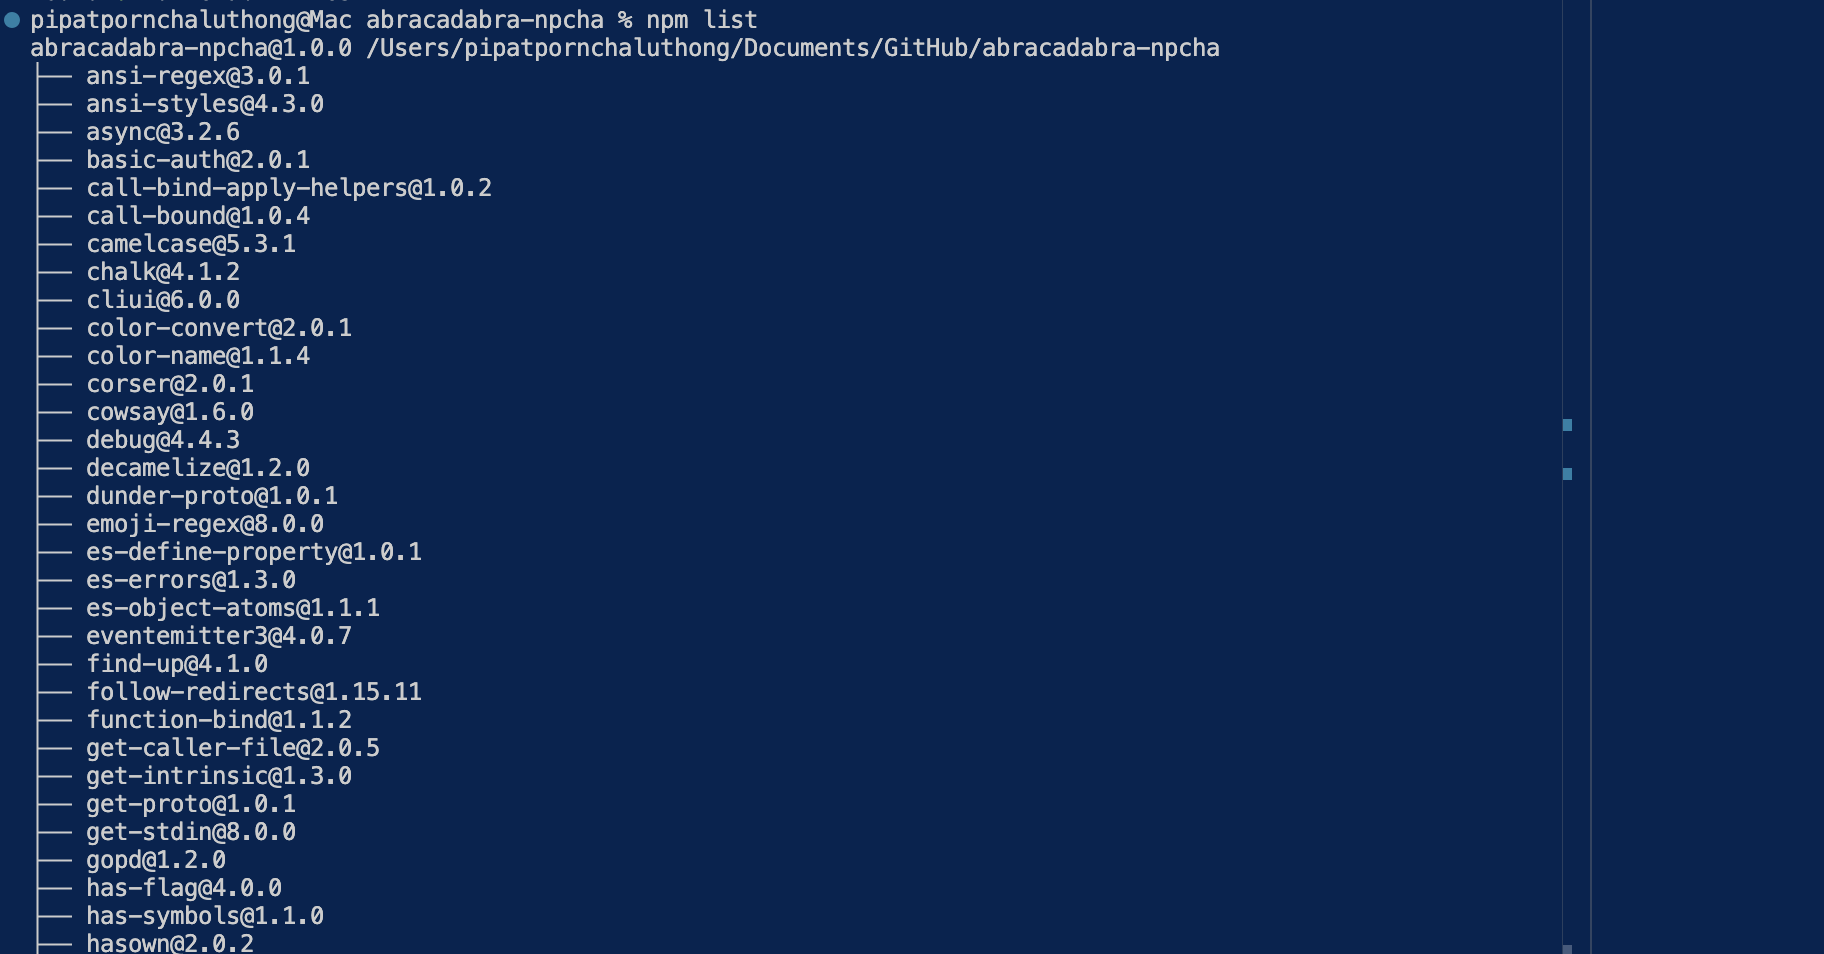 pipatpornchaluthong@Mac abracadabra-npcha % npm list
abracadabra-npcha@1.0.0 /Users/pipatpornchaluthong/Documents/GitHub/abracadabra-npcha
├── ansi-regex@3.0.1
├── ansi-styles@4.3.0
├── async@3.2.6
├── basic-auth@2.0.1
├── call-bind-apply-helpers@1.0.2
├── call-bound@1.0.4
├── camelcase@5.3.1
├── chalk@4.1.2
├── cliui@6.0.0
├── color-convert@2.0.1
├── color-name@1.1.4
├── corser@2.0.1
├── cowsay@1.6.0
├── debug@4.4.3
├── decamelize@1.2.0
├── dunder-proto@1.0.1
├── emoji-regex@8.0.0
├── es-define-property@1.0.1
├── es-errors@1.3.0
├── es-object-atoms@1.1.1
├── eventemitter3@4.0.7
├── find-up@4.1.0
├── follow-redirects@1.15.11
├── function-bind@1.1.2
├── get-caller-file@2.0.5
├── get-intrinsic@1.3.0
├── get-proto@1.0.1
├── get-stdin@8.0.0
├── gopd@1.2.0
├── has-flag@4.0.0
├── has-symbols@1.1.0
├── hasown@2.0.2